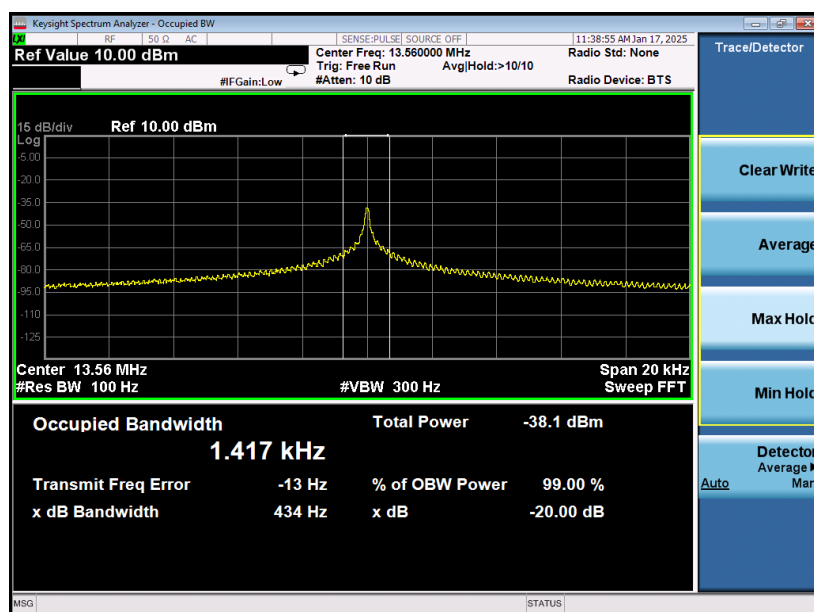 Keysight Spectrum Analyzer - Occupied BW
LXI RF 50 Ω AC SENSE:PULSE SOURCE OFF 11:38:55 AM Jan 17, 2025
Ref Value 10.00 dBm
Center Freq: 13.560000 MHz
Radio Std: None
Trig: Free Run Avg|Hold:>10/10
#IFGain:Low
#Atten: 10 dB
Radio Device: BTS
15 dB/div Ref 10.00 dBm
Log
-5.00
-20.0
-35.0
-50.0
-65.0
-80.0
-95.0
-110
-125
Center 13.56 MHz
Span 20 kHz
#Res BW 100 Hz
#VBW 300 Hz
Sweep FFT
Occupied Bandwidth
Total Power -38.1 dBm
1.417 kHz
Transmit Freq Error -13 Hz
% of OBW Power 99.00 %
x dB Bandwidth 434 Hz
x dB -20.00 dB
MSG
STATUS
Trace/Detector
Clear Write
Average
Max Hold
Min Hold
Detector
Average
Auto Man